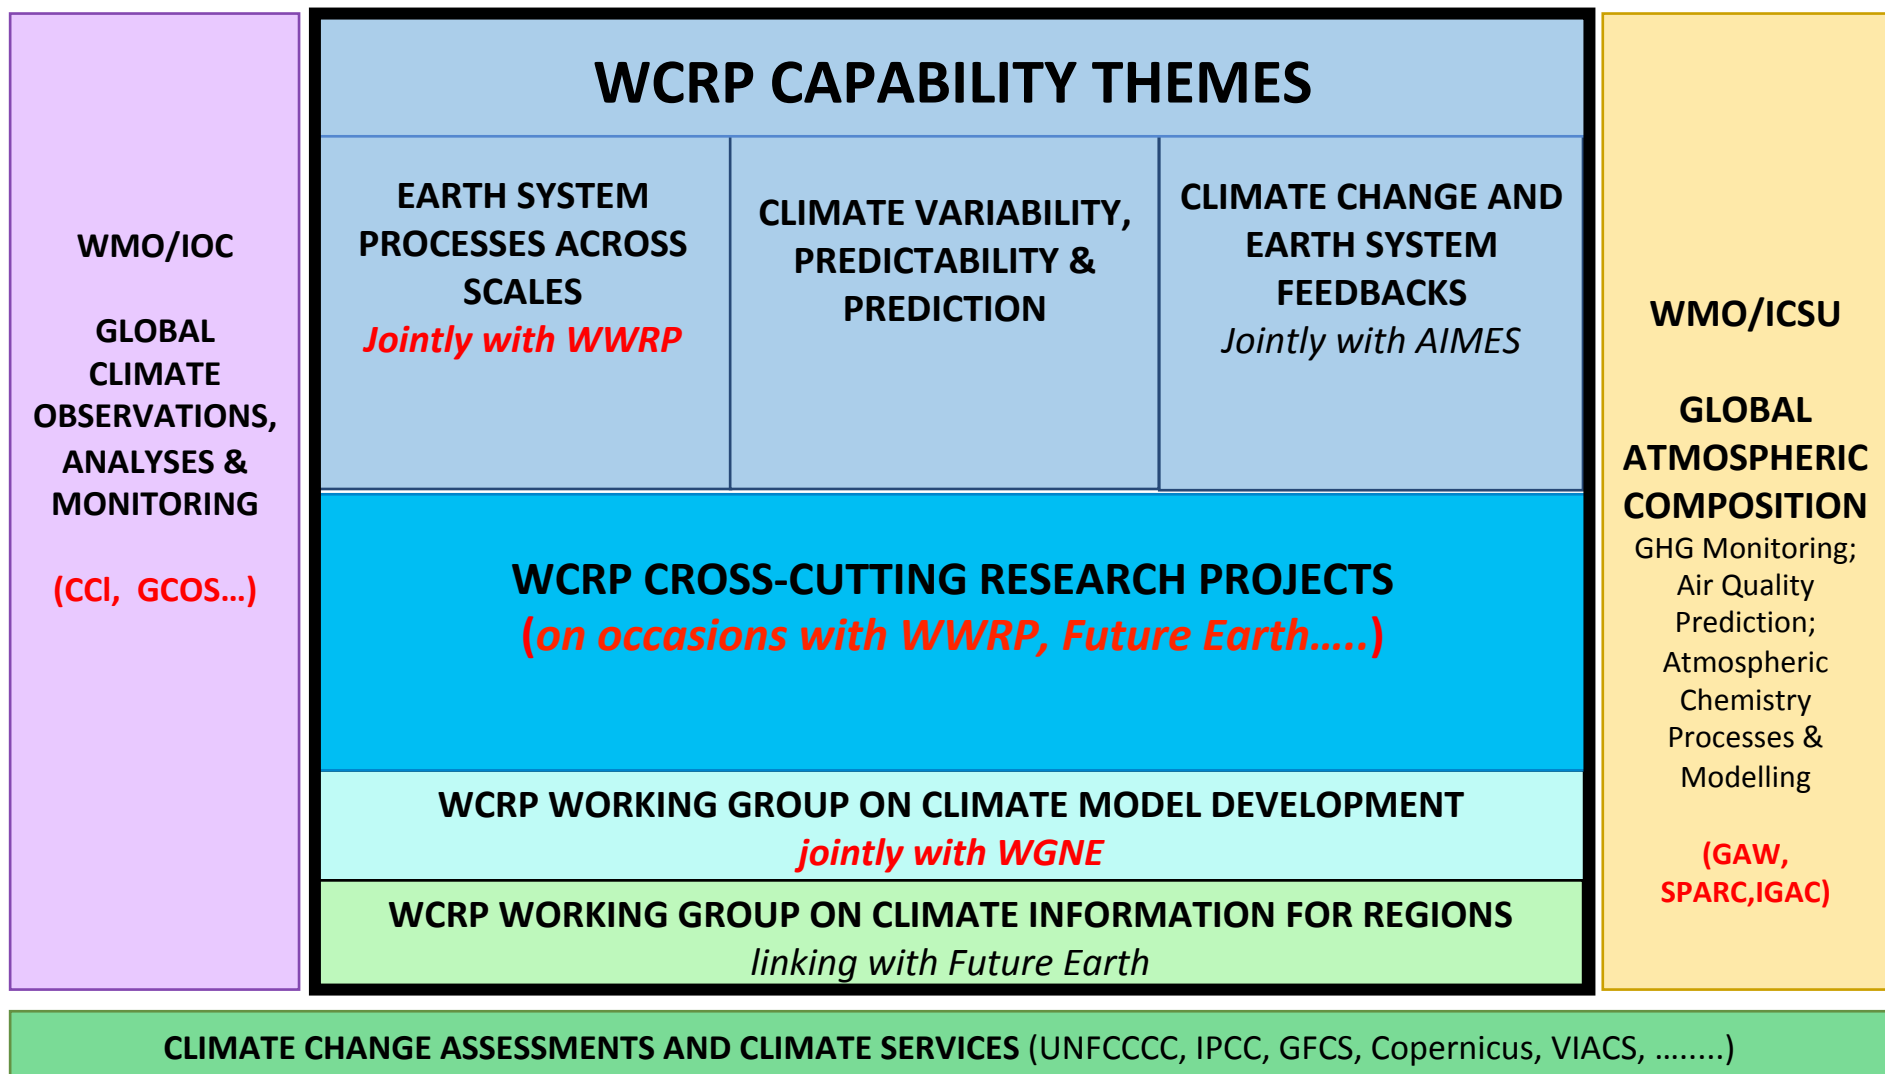 WMO/IOC
GLOBAL
CLIMATE
OBSERVATIONS,
ANALYSES &
MONITORING
(CCl, GCOS...)
WCRP CAPABILITY THEMES
EARTH SYSTEM
PROCESSES ACROSS
SCALES
Jointly with WWRP
CLIMATE VARIABILITY,
PREDICTABILITY &
PREDICTION
CLIMATE CHANGE AND
EARTH SYSTEM
FEEDBACKS
Jointly with AIMES
WCRP CROSS-CUTTING RESEARCH PROJECTS
(on occasions with WWRP, Future Earth.....)
WCRP WORKING GROUP ON CLIMATE MODEL DEVELOPMENT
jointly with WGNE
WCRP WORKING GROUP ON CLIMATE INFORMATION FOR REGIONS
linking with Future Earth
WMO/ICSU
GLOBAL
ATMOSPHERIC
COMPOSITION
GHG Monitoring;
Air Quality
Prediction;
Atmospheric
Chemistry
Processes &
Modelling
(GAW,
SPARC,IGAC)
CLIMATE CHANGE ASSESSMENTS AND CLIMATE SERVICES (UNFCCCC, IPCC, GFCS, Copernicus, VIACS, ........)